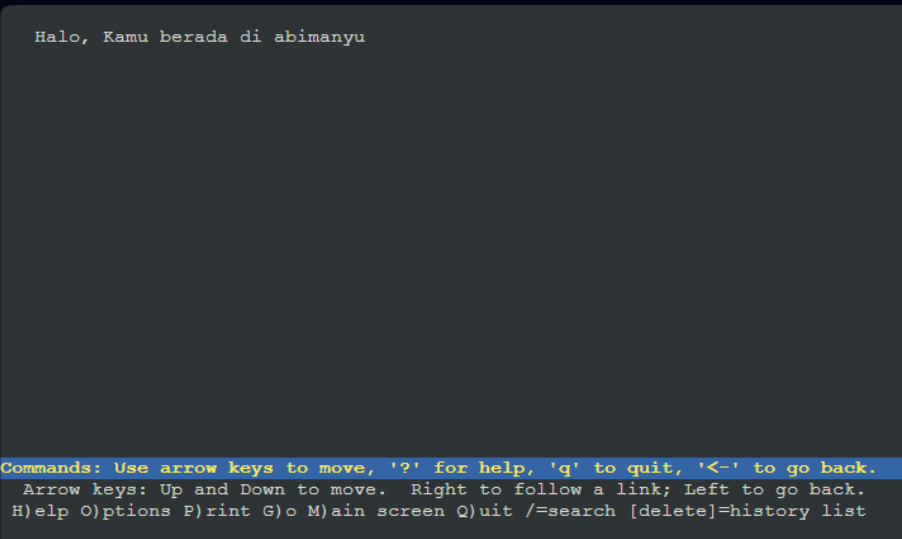 Halo, Kamu berada di abimanyu
Commands: Use arrow keys to move, '?' for help, 'q' to quit, '<-' to go back.
Arrow keys: Up and Down to move.  Right to follow a link; Left to go back.
H)elp O)ptions P)rint G)o M)ain screen Q)uit /=search [delete]=history list